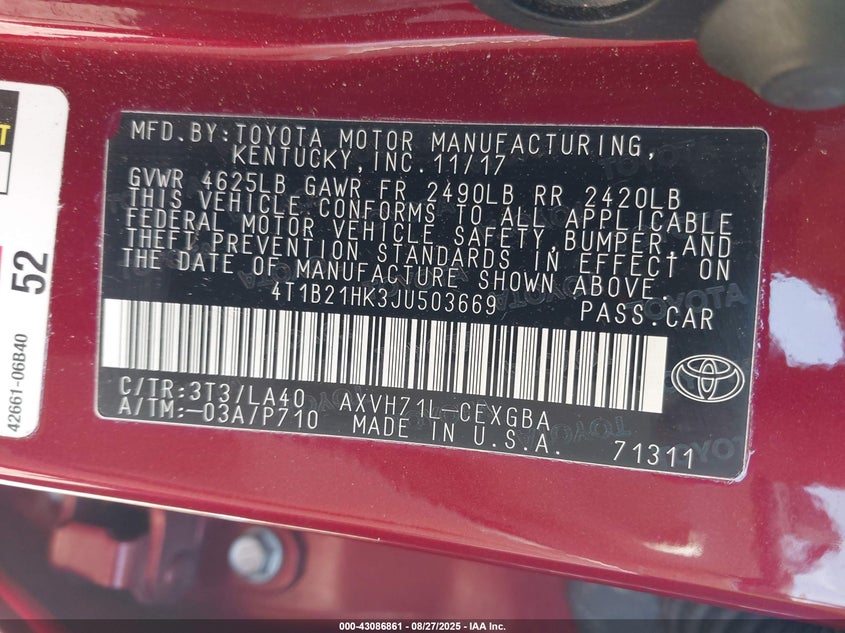 MFD.BY:TOYOTA MOTOR MANUFACTURING,
KENTUCKY,INC.11/17
GVWR 4625LB GAWR FR 2490LB RR 2420LB
THIS VEHICLE CONFORMS TO ALL APPLICABLE
FEDERAL MOTOR VEHICLE SAFETY,BUMPER,AND
THEFT PREVENTION STANDARDS IN EFFECT ON
THE DATE OF MANUFACTURE SHOWN ABOVE.
4T1B21HK3JU503669 PASS.CAR
C/TR:3T3/LA40 AXVH71L-CEXGBA
A/TM:-03A/P710 MADE IN U.S.A. 71311
52
42661-06B40
000-43086861 - 08/27/2025 - IAA Inc.